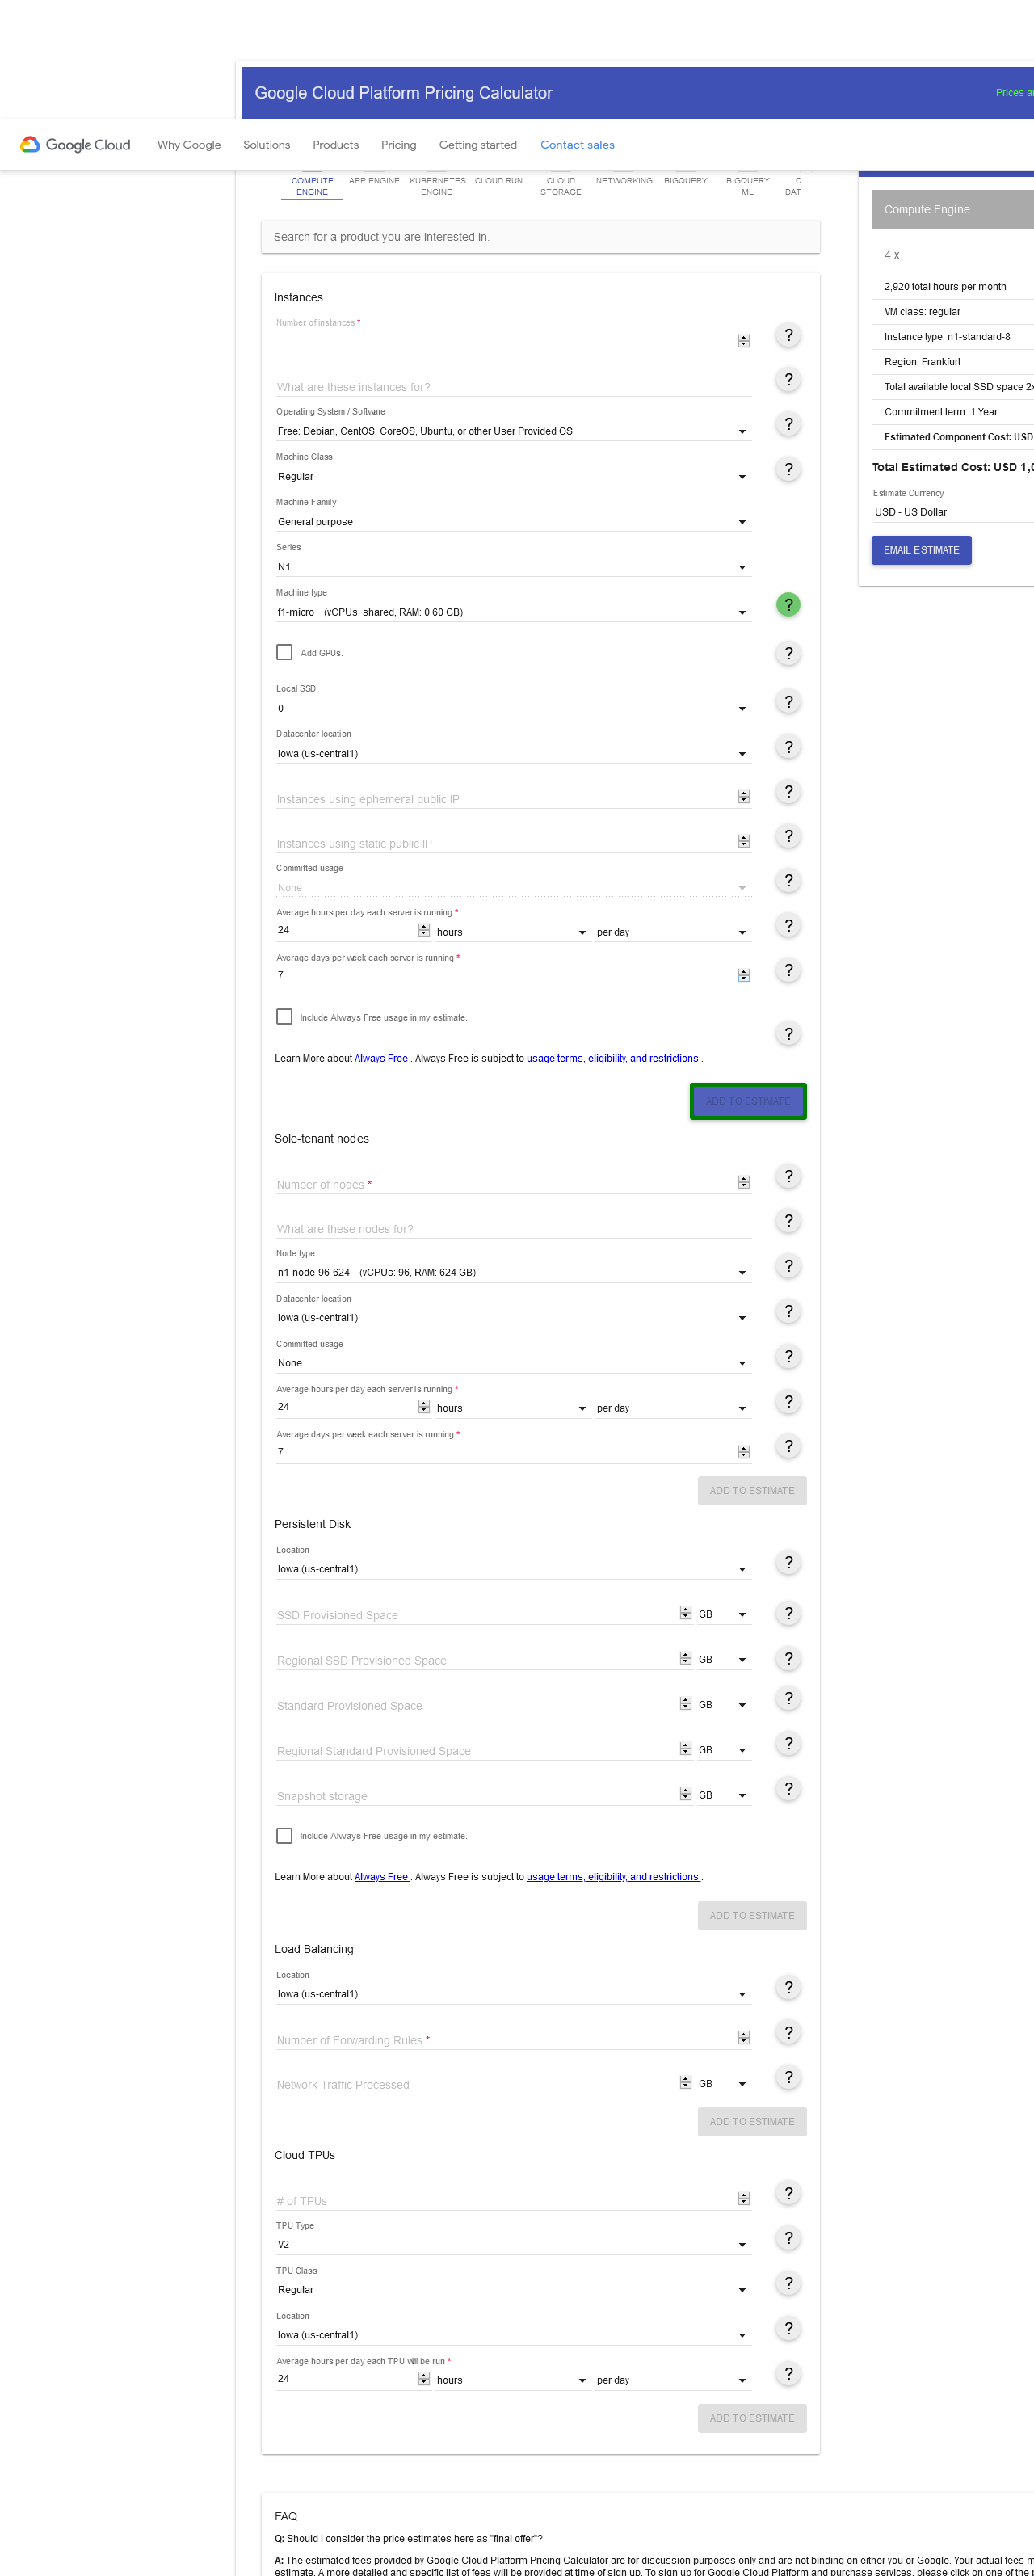 Google Cloud Platform Pricing Calculator
Prices a
Google Cloud Why Google Solutions Products Pricing Getting started Contact sales
COMPUTE ENGINE APP ENGINE KUBERNETES ENGINE CLOUD RUN CLOUD STORAGE NETWORKING BIGQUERY BIGQUERY ML C DAT
Search for a product you are interested in.
Instances
Number of instances *
?
What are these instances for?
?
Operating System / Software
Free: Debian, CentOS, CoreOS, Ubuntu, or other User Provided OS
?
Machine Class
Regular
?
Machine Family
General purpose
Series
N1
Machine type
f1-micro (vCPUs: shared, RAM: 0.60 GB)
?
Add GPUs.
?
Local SSD
0
?
Datacenter location
Iowa (us-central1)
?
Instances using ephemeral public IP
?
Instances using static public IP
?
Committed usage
None
?
Average hours per day each server is running *
24 hours per day
?
Average days per week each server is running *
7
?
Include Always Free usage in my estimate.
?
Learn More about Always Free . Always Free is subject to usage terms, eligibility, and restrictions .
ADD TO ESTIMATE
Sole-tenant nodes
Number of nodes *
?
What are these nodes for?
?
Node type
n1-node-96-624 (vCPUs: 96, RAM: 624 GB)
?
Datacenter location
Iowa (us-central1)
?
Committed usage
None
?
Average hours per day each server is running *
24 hours per day
?
Average days per week each server is running *
7
?
ADD TO ESTIMATE
Persistent Disk
Location
Iowa (us-central1)
?
SSD Provisioned Space GB
?
Regional SSD Provisioned Space GB
?
Standard Provisioned Space GB
?
Regional Standard Provisioned Space GB
?
Snapshot storage GB
?
Include Always Free usage in my estimate.
Learn More about Always Free . Always Free is subject to usage terms, eligibility, and restrictions .
ADD TO ESTIMATE
Load Balancing
Location
Iowa (us-central1)
?
Number of Forwarding Rules *
?
Network Traffic Processed GB
?
ADD TO ESTIMATE
Cloud TPUs
# of TPUs
?
TPU Type
V2
?
TPU Class
Regular
?
Location
Iowa (us-central1)
?
Average hours per day each TPU will be run *
24 hours per day
?
ADD TO ESTIMATE
Compute Engine
4 x
2,920 total hours per month
VM class: regular
Instance type: n1-standard-8
Region: Frankfurt
Total available local SSD space 2
Commitment term: 1 Year
Estimated Component Cost: USD
Total Estimated Cost: USD 1,0
Estimate Currency
USD - US Dollar
EMAIL ESTIMATE
FAQ
Q: Should I consider the price estimates here as "final offer"?
A: The estimated fees provided by Google Cloud Platform Pricing Calculator are for discussion purposes only and are not binding on either you or Google. Your actual fees m
estimate. A more detailed and specific list of fees will be provided at time of sign up. To sign up for Google Cloud Platform and purchase services, please click on one of the